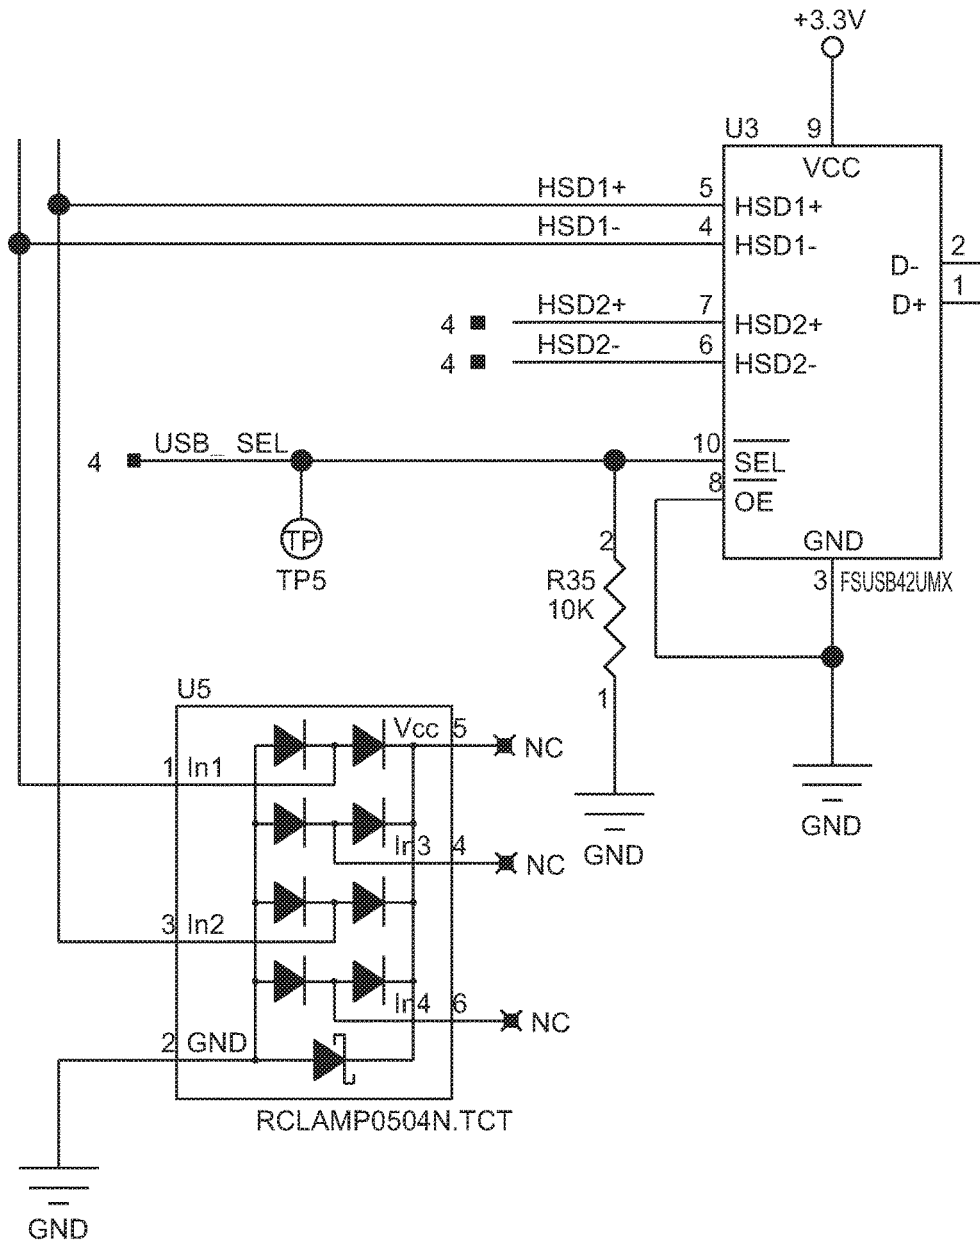 +3.3V
U3 9
VCC
HSD1+ 5 HSD1+
HSD1- 4 HSD1-
D- 2
D+ 1
4 HSD2+ 7 HSD2+
4 HSD2- 6 HSD2-
4 USB_ SEL 10 SEL
8 OE
TP
TP5
GND
3 FSUSB42UMX
2
R35
10K
1
GND
GND
U5
Vcc 5 NC
1 In1
In3 4 NC
3 In2
In4 6 NC
2 GND
RCLAMP0504N.TCT
GND